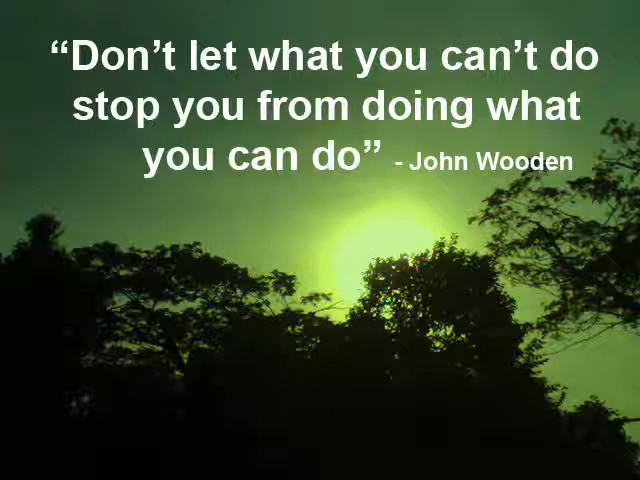 “Don’t let what you can’t do
stop you from doing what
you can do” - John Wooden